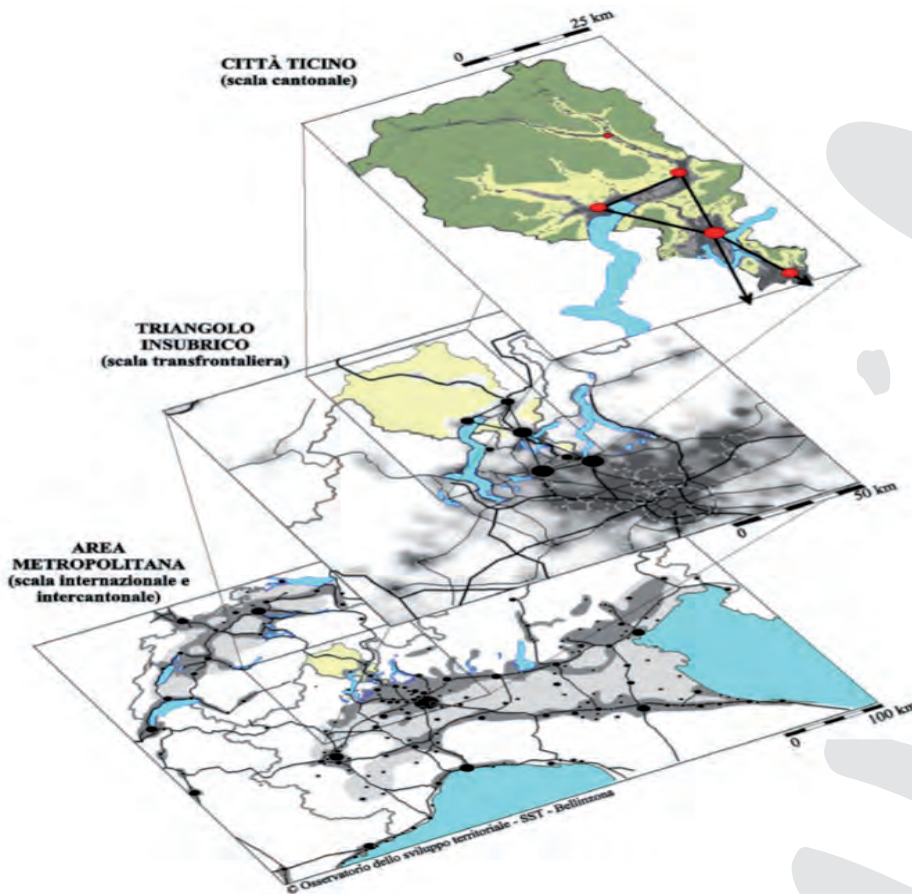 0
25 km
CITTÀ TICINO
(scala cantonale)
TRIANGOLO
INSUBRICO
(scala transfrontaliera)
0
50 km
AREA
METROPOLITANA
(scala internazionale e
intercantonale)
0
100 km
© Osservatorio dello sviluppo territoriale - SST - Bellinzona